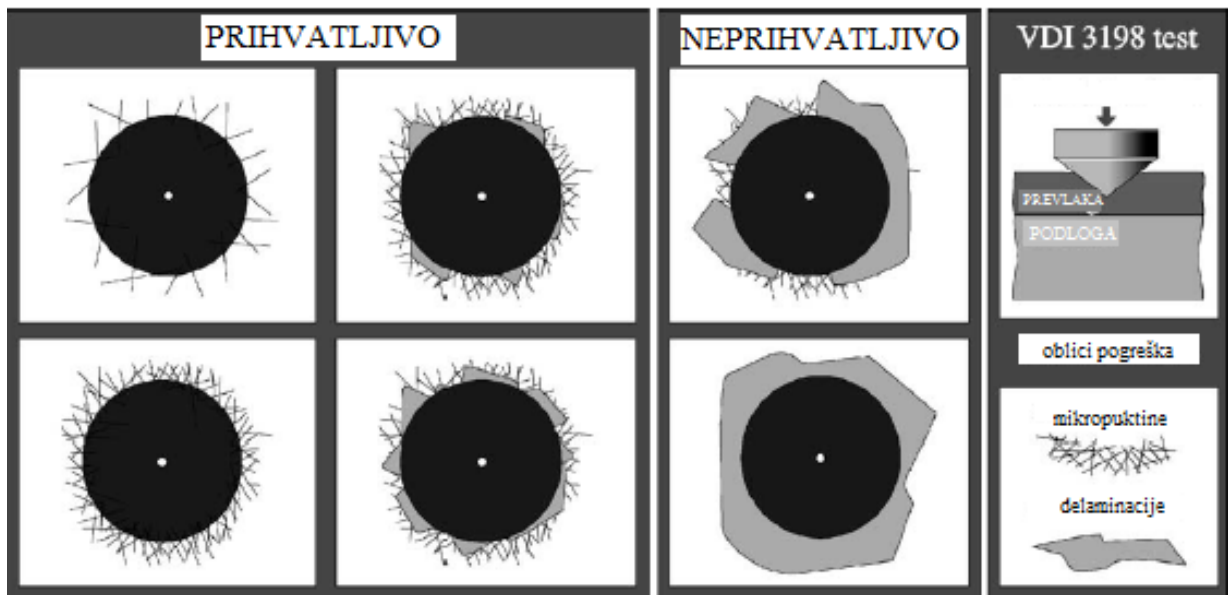 PRIHVATLJIVO
NEPRIHVATLJIVO
VDI 3198 test
PREVLAKA
PODLOGA
oblici pogreška
mikropuktine
delaminacije